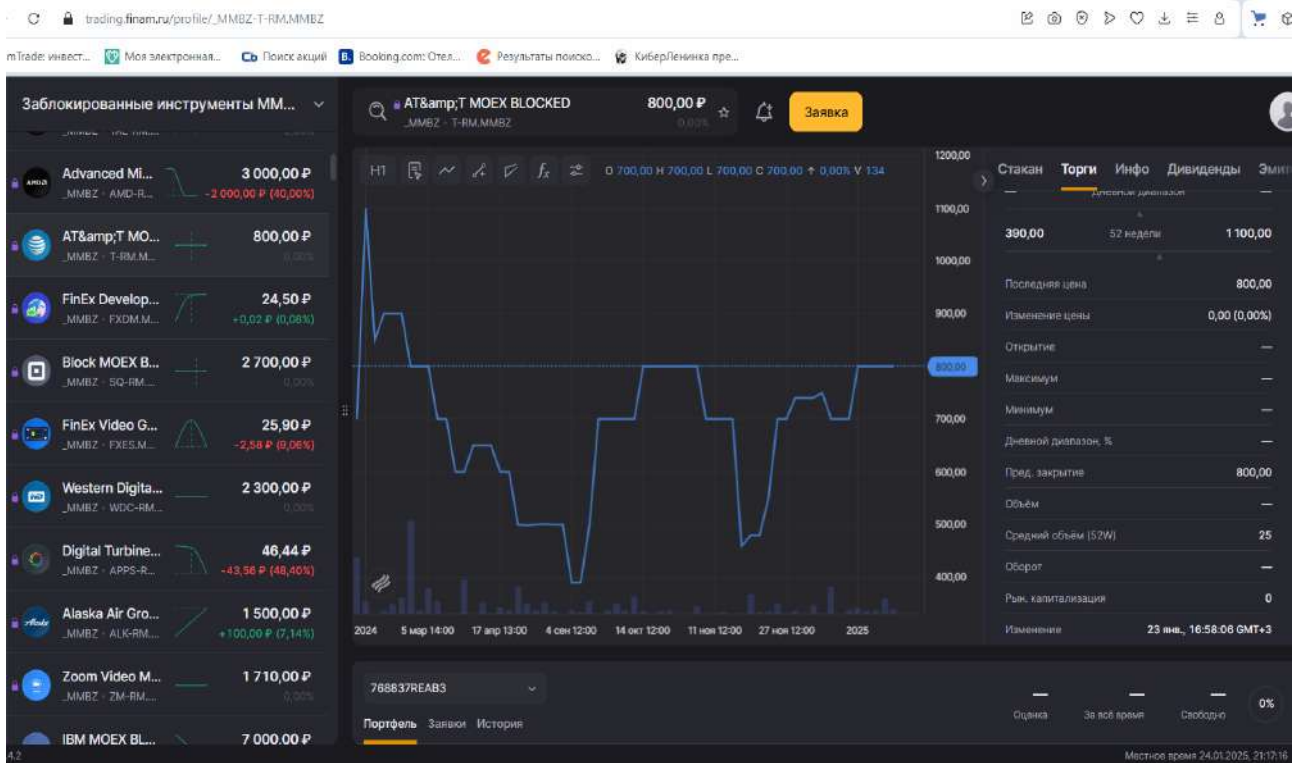 trading.finam.ru/profile/_MMBZ-T-RM.MMBZ
mTrade: инвест... Моя электронная... Поиск акций Booking.com: Отел... Результаты поиско... КиберЛенинка пре...
Заблокированные инструменты ММ...
AT&amp;T MOEX BLOCKED 800,00 ₽
_MMBZ · T-RM.MMBZ 0,00%
Заявка
Advanced Mi... 3 000,00 ₽
_MMBZ · AMD-R... -2 000,00 ₽ (40,00%)
AT&amp;T MO... 800,00 ₽
_MMBZ · T-RM.M... 0,00%
FinEx Develop... 24,50 ₽
_MMBZ · FXDM.M... +0,02 ₽ (0,08%)
Block MOEX B... 2 700,00 ₽
_MMBZ · SQ-RM.... 0,00%
FinEx Video G... 25,90 ₽
_MMBZ · FXES.M... -2,58 ₽ (9,06%)
Western Digita... 2 300,00 ₽
_MMBZ · WDC-RM... 0,00%
Digital Turbine... 46,44 ₽
_MMBZ · APPS-R... -43,56 ₽ (48,40%)
Alaska Air Gro... 1 500,00 ₽
_MMBZ · ALK-RM.... +100,00 ₽ (7,14%)
Zoom Video M... 1 710,00 ₽
_MMBZ · ZM-RM.... 0,00%
IBM MOEX BL... 7 000,00 ₽
4.2
H1 fx O 700,00 H 700,00 L 700,00 C 700,00 0,00% V 134
1200,00
1100,00
1000,00
900,00
800,00
700,00
600,00
500,00
400,00
2024 5 мар 14:00 17 апр 13:00 4 сен 12:00 14 окт 12:00 11 ноя 12:00 27 ноя 12:00 2025
Стакан Торги Инфо Дивиденды Эмит
— Дневной диапазон —
390,00 52 недели 1 100,00
Последняя цена 800,00
Изменение цены 0,00 (0,00%)
Открытие —
Максимум —
Минимум —
Дневной диапазон, % —
Пред. закрытие 800,00
Объём —
Средний объём (52W) 25
Оборот —
Рын. капитализация 0
Изменение 23 янв., 16:58:06 GMT+3
768837REAB3
Портфель Заявки История
— — —
Оценка За всё время Свободно
0%
Местное время 24.01.2025, 21:17:16